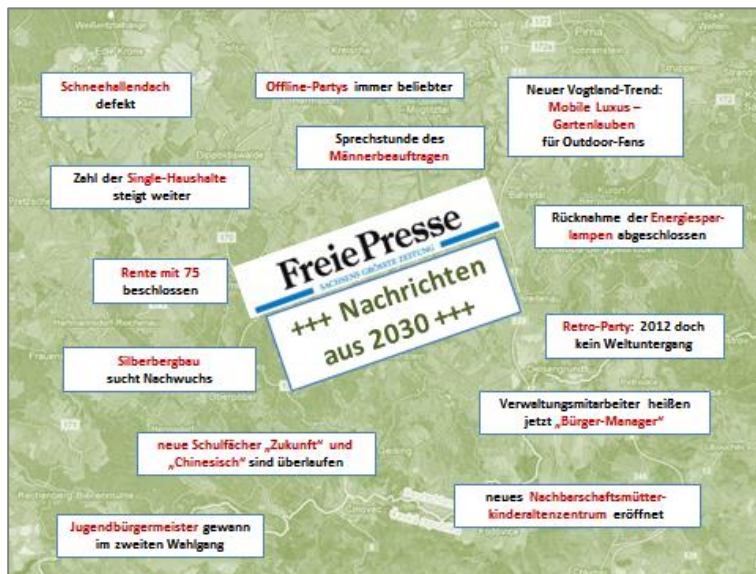 Schneehallendach
defekt
Offline-Partys immer beliebter
Neuer Vogtland-Trend:
Mobile Luxus –
Gartenlauben
für Outdoor-Fans
Sprechstunde des
Männerbeauftragen
Zahl der Single-Haushalte
steigt weiter
Rücknahme der Energiespar-
lampen abgeschlossen
Freie Presse
SACHSENS GRÖSSTE ZEITUNG
Rente mit 75
beschlossen
+++ Nachrichten
aus 2030 +++
Retro-Party: 2012 doch
kein Weltuntergang
Silberbergbau
sucht Nachwuchs
Verwaltungsmitarbeiter heißen
jetzt „Bürger-Manager“
neue Schulfächer „Zukunft“ und
„Chinesisch“ sind überlaufen
neues Nachbarschaftsmütter-
kinderaltenzentrum eröffnet
Jugendbürgermeister gewann
im zweiten Wahlgang
Pirna